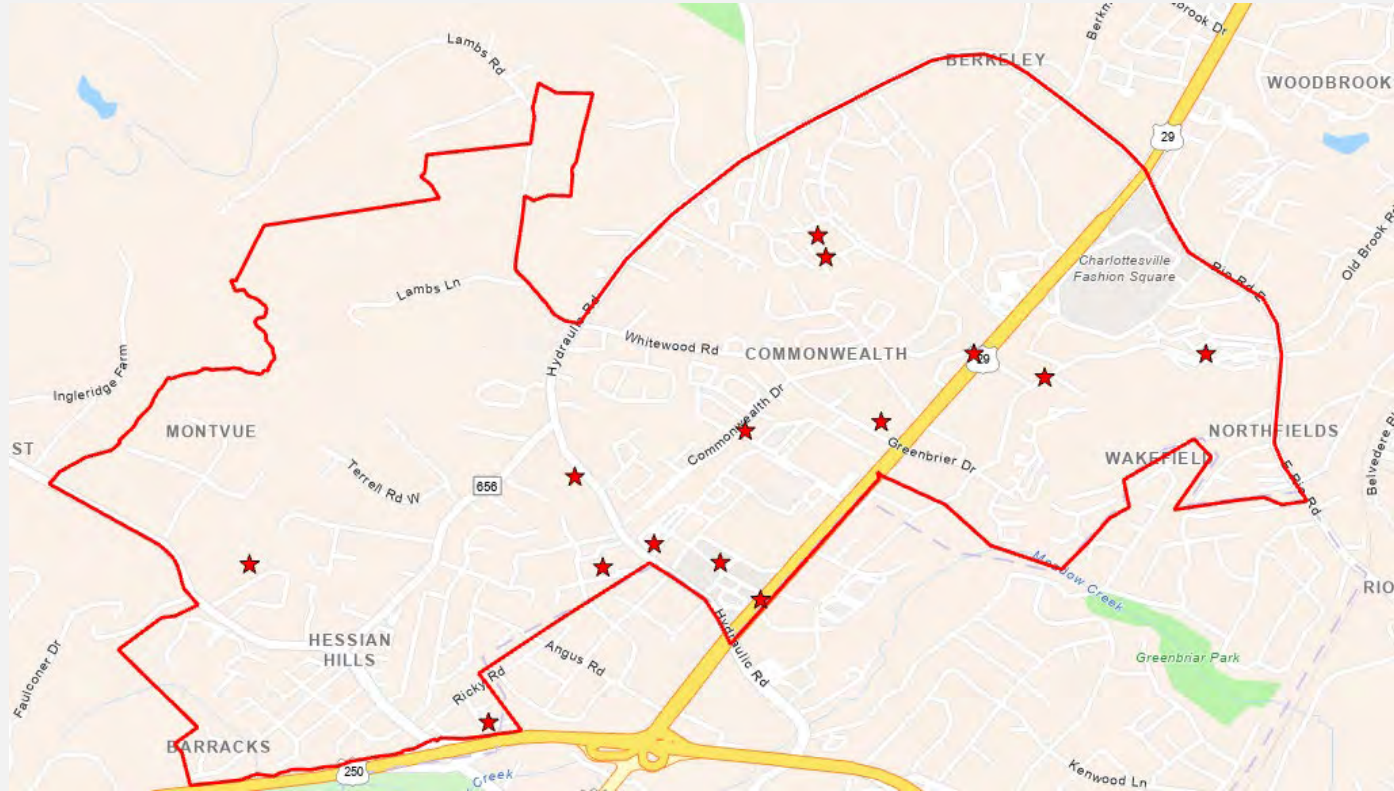 Lambs Rd
BERKELEY
Berkm
brook Dr
WOODBROOK
29
Charlottesville
Fashion Square
Rio Rd E
Old Brook Rd
Lambs Ln
Hydraulic Rd
Whitewood Rd
COMMONWEALTH
29
Ingleridge Farm
Commonwealth Dr
MONTVUE
ST
Greenbrier Dr
NORTHFIELDS
WAKEFIELD
Belvedere Bl
Terrell Rd W
656
E Rio Rd
Meadow Creek
RIO
Hydraulic Rd
HESSIAN
HILLS
Angus Rd
Greenbriar Park
Faulconer Dr
Ricky Rd
BARRACKS
250
Creek
Kenwood Ln